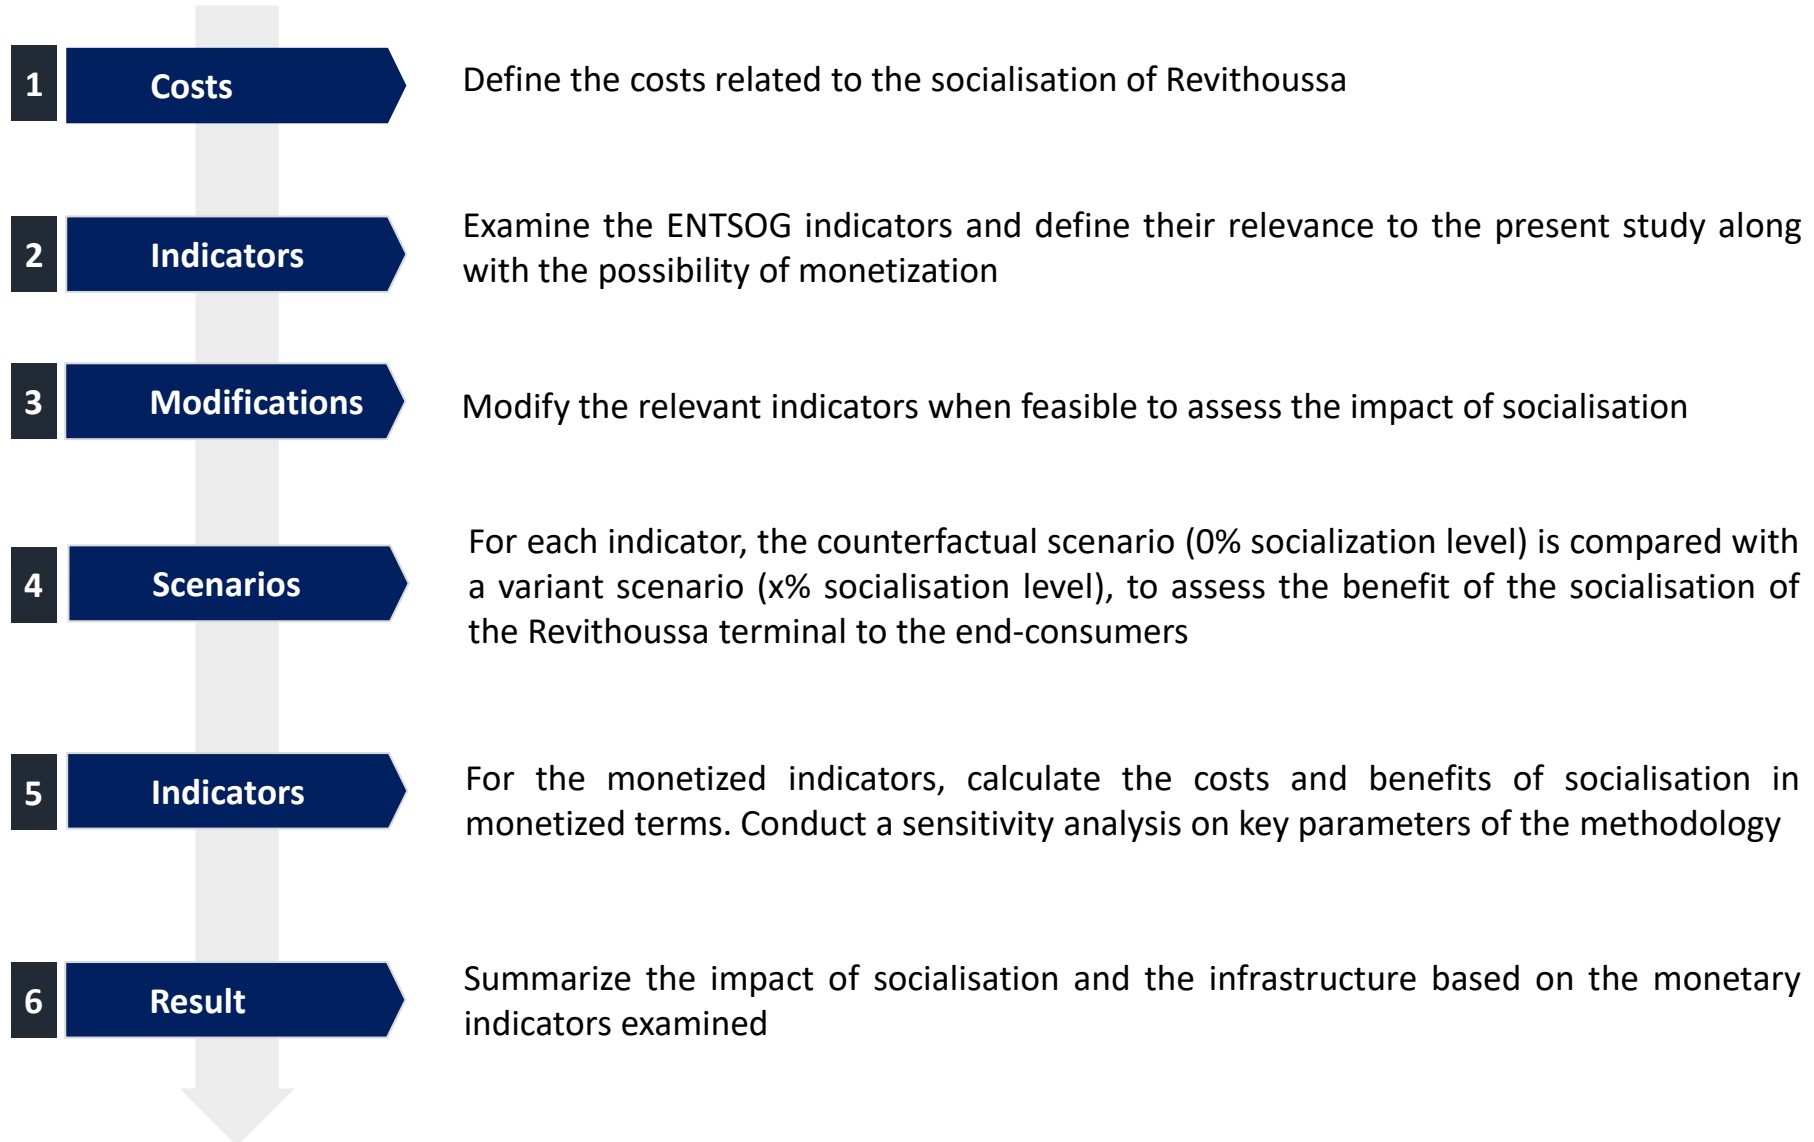 1
Costs
Define the costs related to the socialisation of Revithoussa
2
Indicators
Examine the ENTSOG indicators and define their relevance to the present study along
with the possibility of monetization
3
Modifications
Modify the relevant indicators when feasible to assess the impact of socialisation
4
Scenarios
For each indicator, the counterfactual scenario (0% socialization level) is compared with
a variant scenario (x% socialisation level), to assess the benefit of the socialisation of
the Revithoussa terminal to the end-consumers
5
Indicators
For the monetized indicators, calculate the costs and benefits of socialisation in
monetized terms. Conduct a sensitivity analysis on key parameters of the methodology
6
Result
Summarize the impact of socialisation and the infrastructure based on the monetary
indicators examined